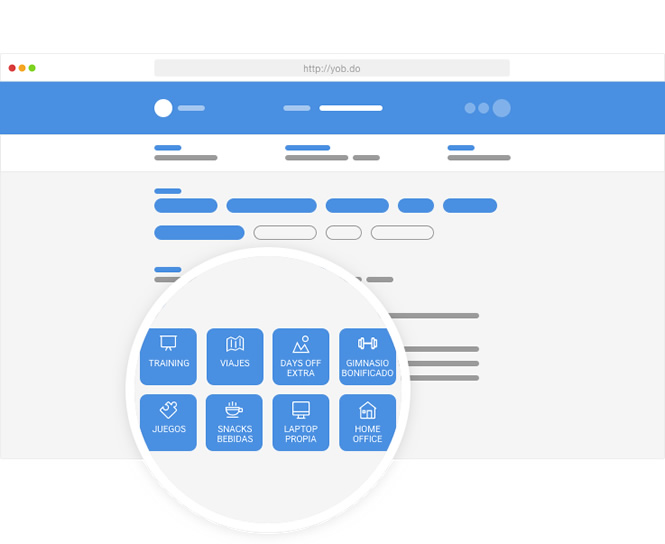 http://yob.do
TRAINING
VIAJES
DAYS OFF
EXTRA
GIMNASIO
BONIFICADO
JUEGOS
SNACKS
BEBIDAS
LAPTOP
PROPIA
HOME
OFFICE